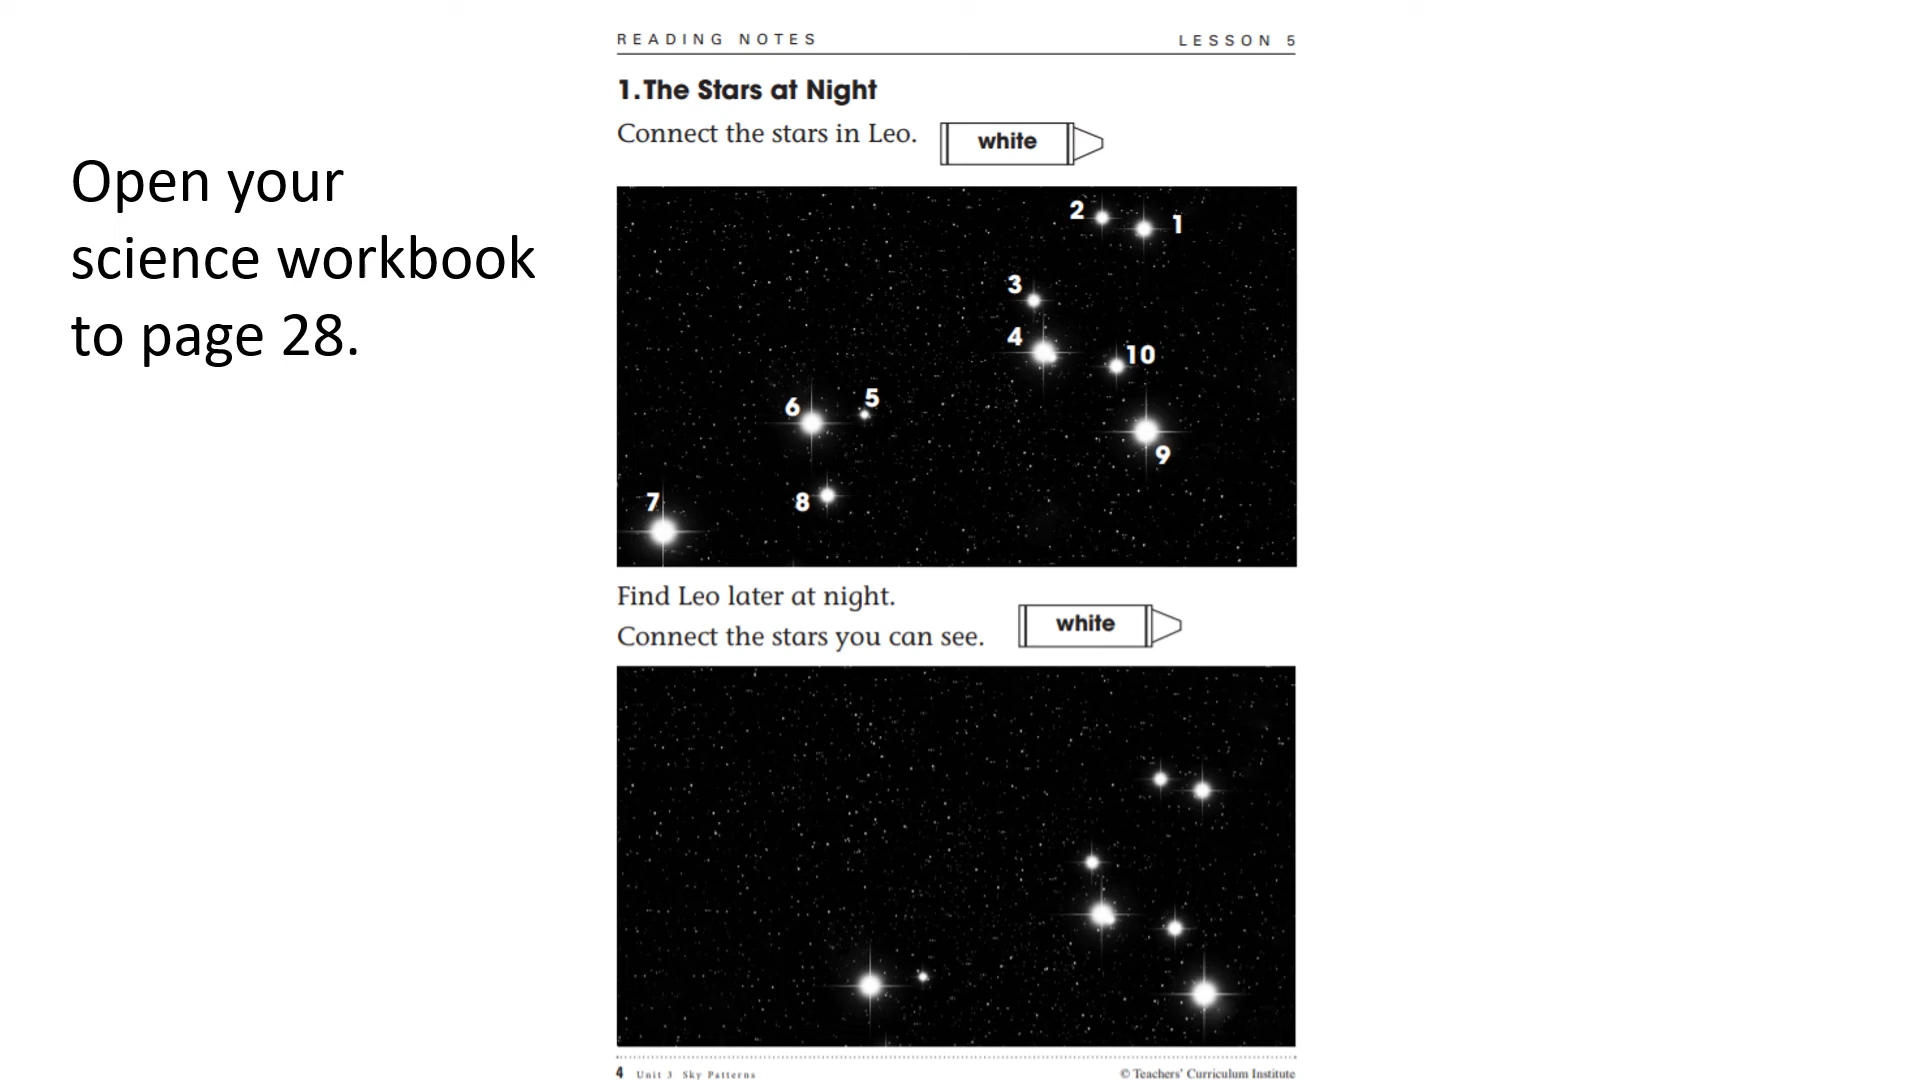 Open your
science workbook
to page 28.
READING NOTES
LESSON 5
1. The Stars at Night
Connect the stars in Leo.
white
2
1
3
4
10
5
6
9
7
8
Find Leo later at night.
Connect the stars you can see.
white
4 Unit 3 Sky Patterns
© Teachers' Curriculum Institute